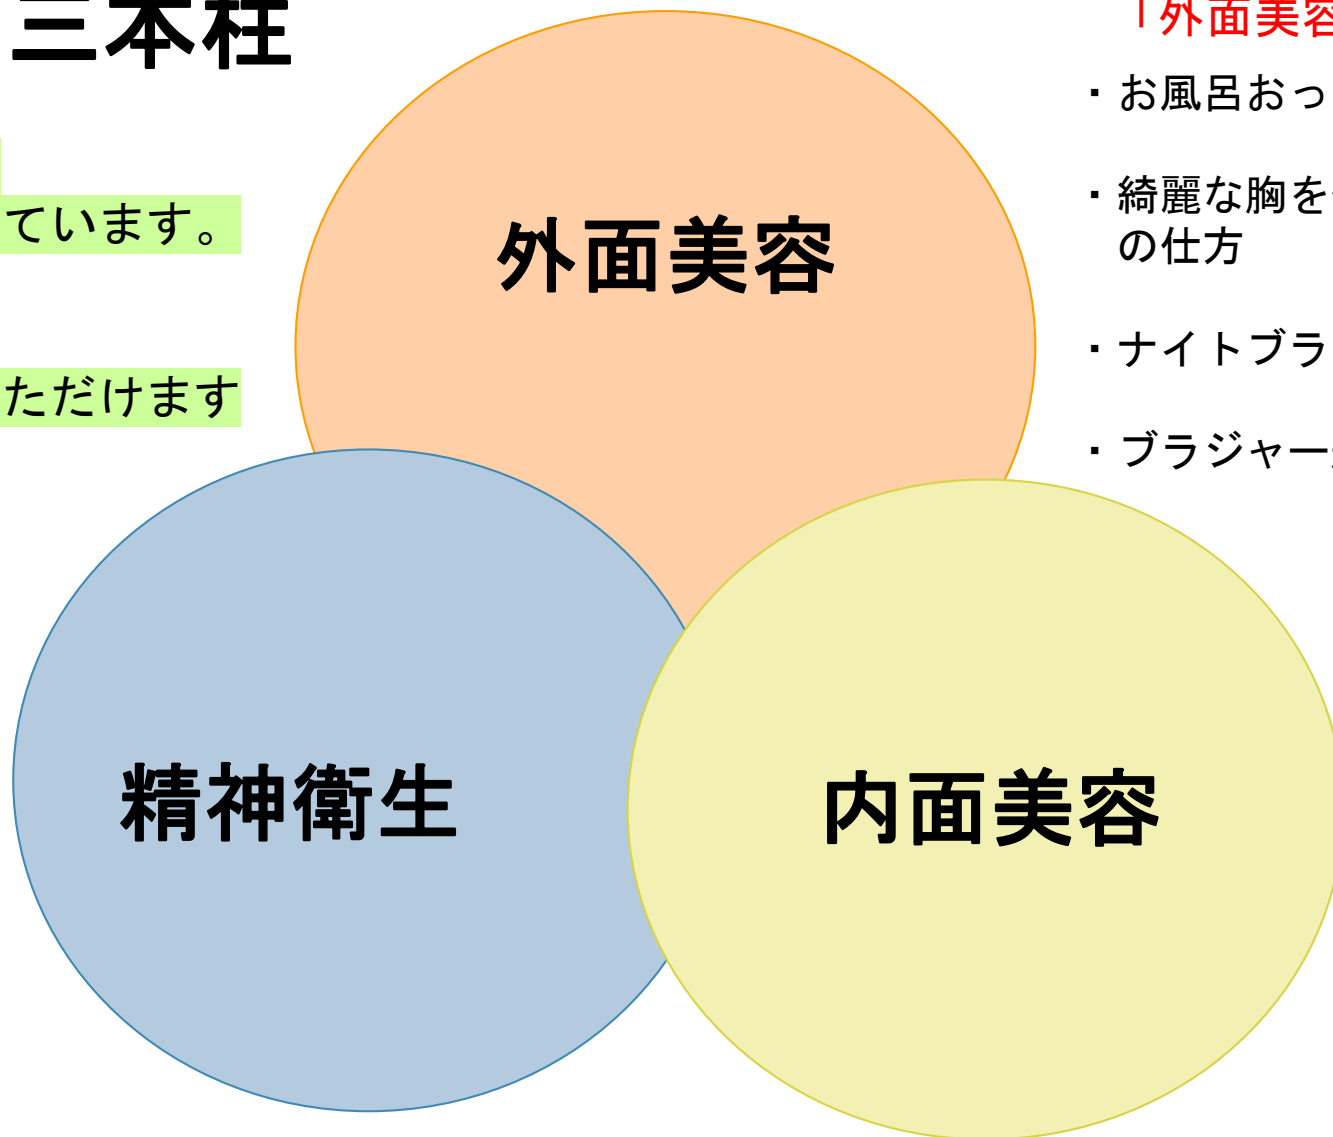 三本柱
ています。
ただけます
外面美容
精神衛生
内面美容
「外面美容
・お風呂おっ
・綺麗な胸を
の仕方
・ナイトブラ
・ブラジャー